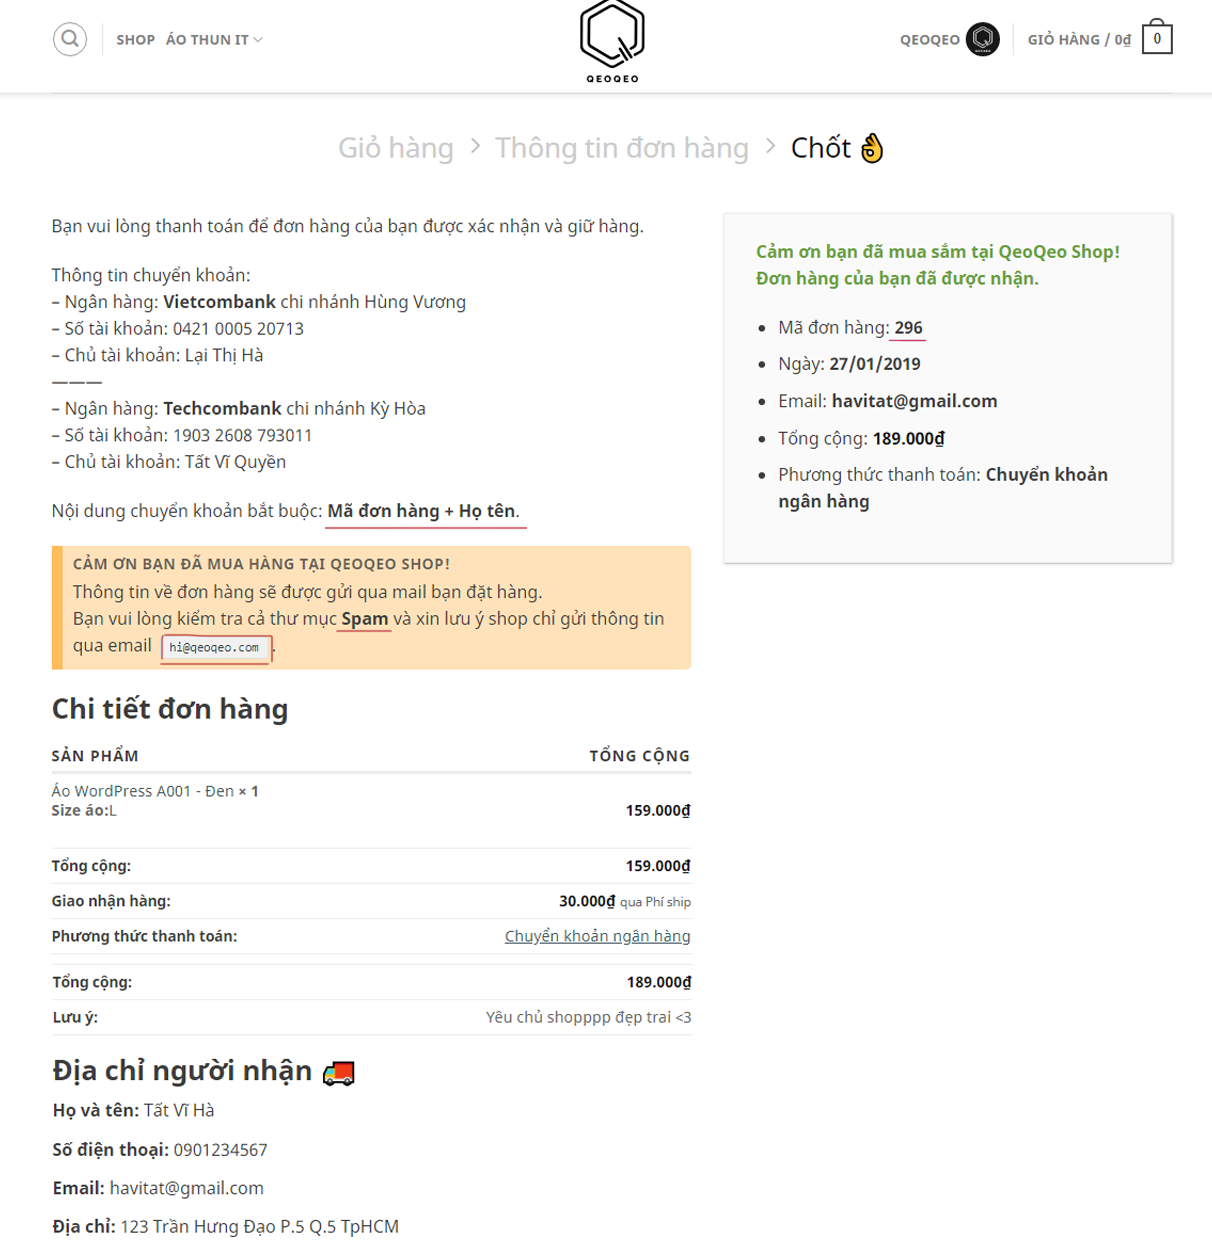 SHOP ÁO THUN IT
QEOQEO
QEOQEO
GIỎ HÀNG / 0₫ 0
Giỏ hàng > Thông tin đơn hàng > Chốt 👌
Bạn vui lòng thanh toán để đơn hàng của bạn được xác nhận và giữ hàng.
Thông tin chuyển khoản:
– Ngân hàng: Vietcombank chi nhánh Hùng Vương
– Số tài khoản: 0421 0005 20713
– Chủ tài khoản: Lại Thị Hà
———
– Ngân hàng: Techcombank chi nhánh Kỳ Hòa
– Số tài khoản: 1903 2608 793011
– Chủ tài khoản: Tất Vĩ Quyền
Nội dung chuyển khoản bắt buộc: Mã đơn hàng + Họ tên.
CẢM ƠN BẠN ĐÃ MUA HÀNG TẠI QEOQEO SHOP!
Thông tin về đơn hàng sẽ được gửi qua mail bạn đặt hàng.
Bạn vui lòng kiểm tra cả thư mục Spam và xin lưu ý shop chỉ gửi thông tin
qua email hi@qeoqeo.com.
Chi tiết đơn hàng
SẢN PHẨM TỔNG CỘNG
Áo WordPress A001 - Đen × 1
Size áo:L 159.000₫
Tổng cộng: 159.000₫
Giao nhận hàng: 30.000₫ qua Phí ship
Phương thức thanh toán: Chuyển khoản ngân hàng
Tổng cộng: 189.000₫
Lưu ý: Yêu chủ shopppp đẹp trai <3
Địa chỉ người nhận 🚚
Họ và tên: Tất Vĩ Hà
Số điện thoại: 0901234567
Email: havitat@gmail.com
Địa chỉ: 123 Trần Hưng Đạo P.5 Q.5 TpHCM
Cảm ơn bạn đã mua sắm tại QeoQeo Shop!
Đơn hàng của bạn đã được nhận.
• Mã đơn hàng: 296
• Ngày: 27/01/2019
• Email: havitat@gmail.com
• Tổng cộng: 189.000₫
• Phương thức thanh toán: Chuyển khoản
ngân hàng